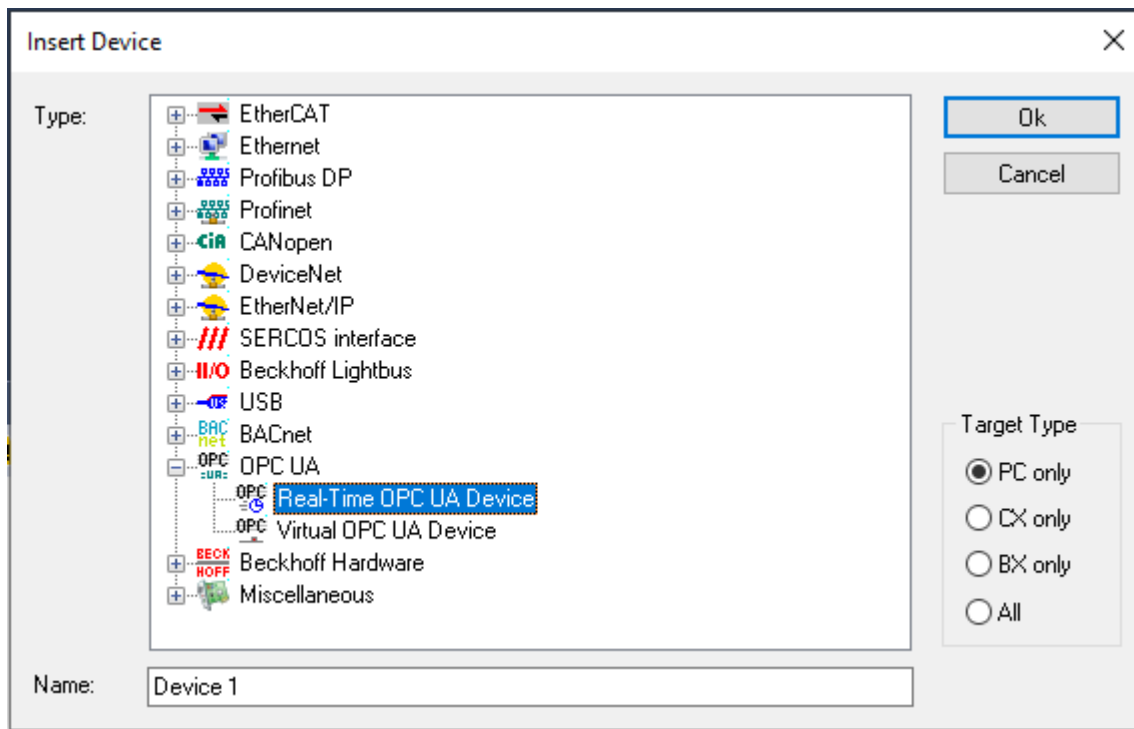 Insert Device
Type:
EtherCAT
Ethernet
Profibus DP
Profinet
CiA CANopen
DeviceNet
EtherNet/IP
SERCOS interface
II/O Beckhoff Lightbus
USB
BACnet BACnet
OPC UA OPC UA
OPC Real-Time OPC UA Device
OPC Virtual OPC UA Device
BECK HOFF Beckhoff Hardware
Miscellaneous
Ok
Cancel
Target Type
PC only
CX only
BX only
All
Name:
Device 1